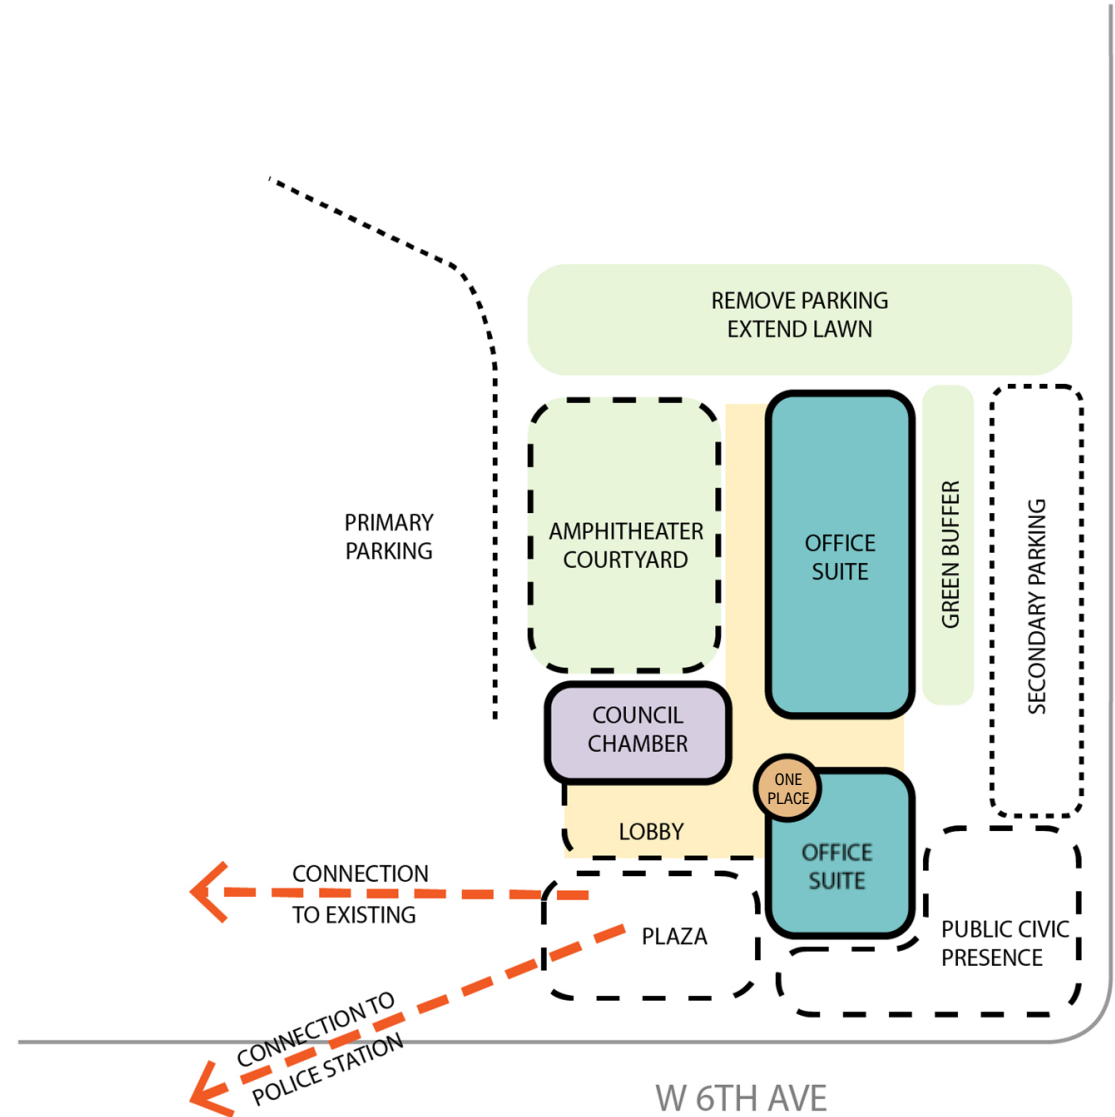 REMOVE PARKING
EXTEND LAWN
PRIMARY
PARKING
AMPHITHEATER
COURTYARD
OFFICE
SUITE
GREEN BUFFER
SECONDARY PARKING
COUNCIL
CHAMBER
ONE
PLACE
LOBBY
OFFICE
SUITE
CONNECTION
TO EXISTING
PLAZA
PUBLIC CIVIC
PRESENCE
CONNECTION TO
POLICE STATION
W 6TH AVE